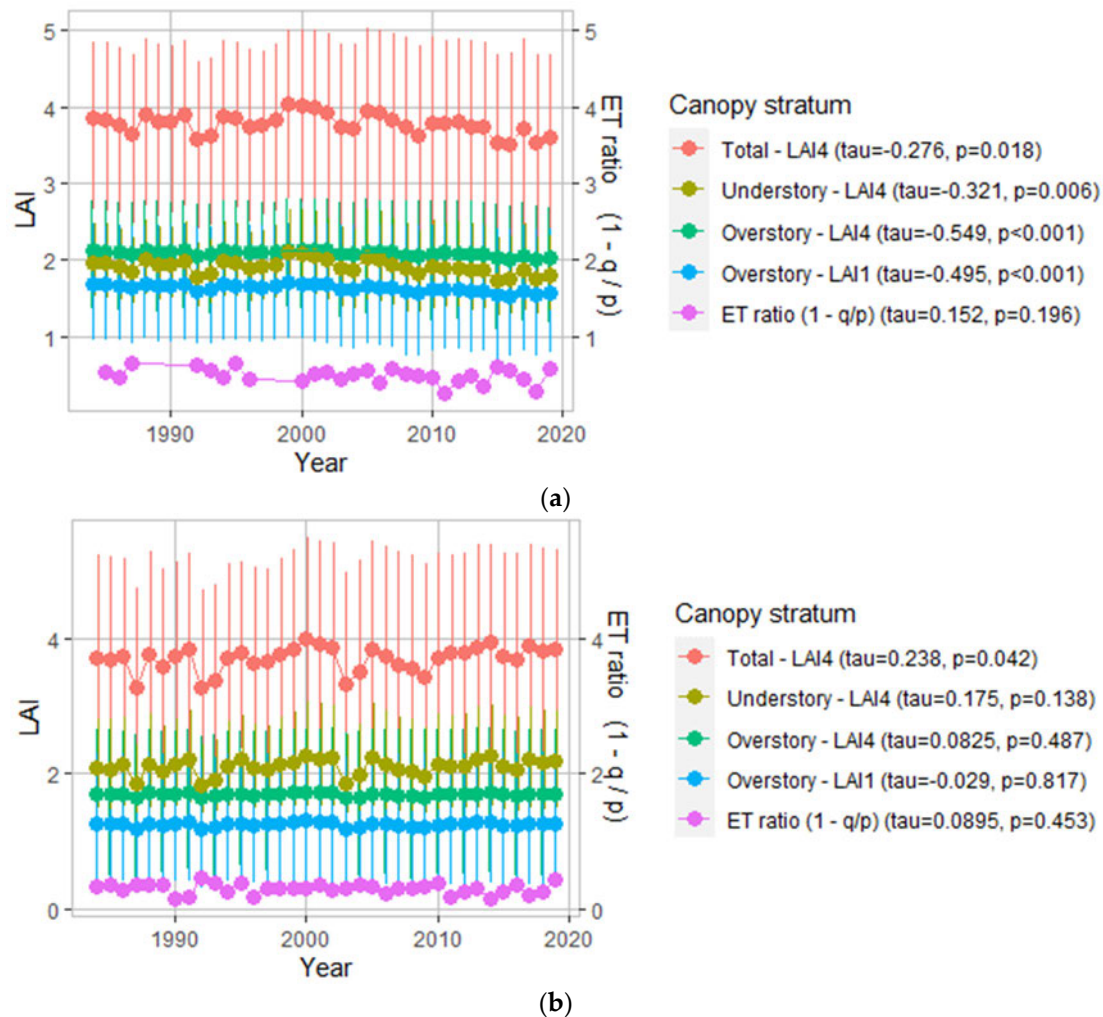 5
4
3
2
1
LAI
1990
2000
2010
2020
Year
5
4
3
2
1
ET ratio (1 - q / p)
Canopy stratum
Total - LAI4 (tau=-0.276, p=0.018)
Understory - LAI4 (tau=-0.321, p=0.006)
Overstory - LAI4 (tau=-0.549, p<0.001)
Overstory - LAI1 (tau=-0.495, p<0.001)
ET ratio (1 - q/p) (tau=0.152, p=0.196)
(a)
4
2
0
LAI
1990
2000
2010
2020
Year
4
2
0
ET ratio (1 - q / p)
Canopy stratum
Total - LAI4 (tau=0.238, p=0.042)
Understory - LAI4 (tau=0.175, p=0.138)
Overstory - LAI4 (tau=0.0825, p=0.487)
Overstory - LAI1 (tau=-0.029, p=0.817)
ET ratio (1 - q/p) (tau=0.0895, p=0.453)
(b)